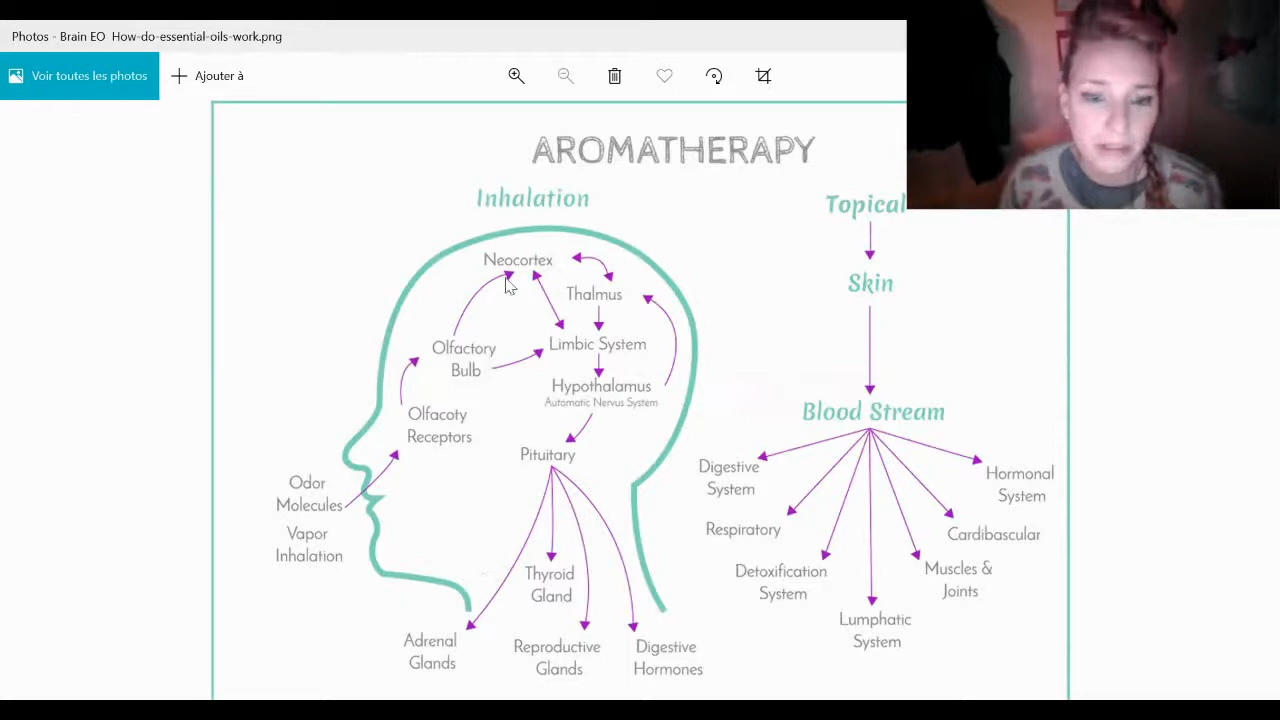 Photos - Brain EO  How-do-essential-oils-work.png
Voir toutes les photos
Ajouter à
AROMATHERAPY
Inhalation
Neocortex
Thalmus
Olfactory
Bulb
Limbic System
Hypothalamus
Automatic Nervus System
Olfacoty
Receptors
Pituitary
Odor
Molecules
Vapor
Inhalation
Thyroid
Gland
Adrenal
Glands
Reproductive
Glands
Digestive
Hormones
Topical
Skin
Blood Stream
Digestive
System
Hormonal
System
Respiratory
Cardibascular
Detoxification
System
Muscles &
Joints
Lumphatic
System